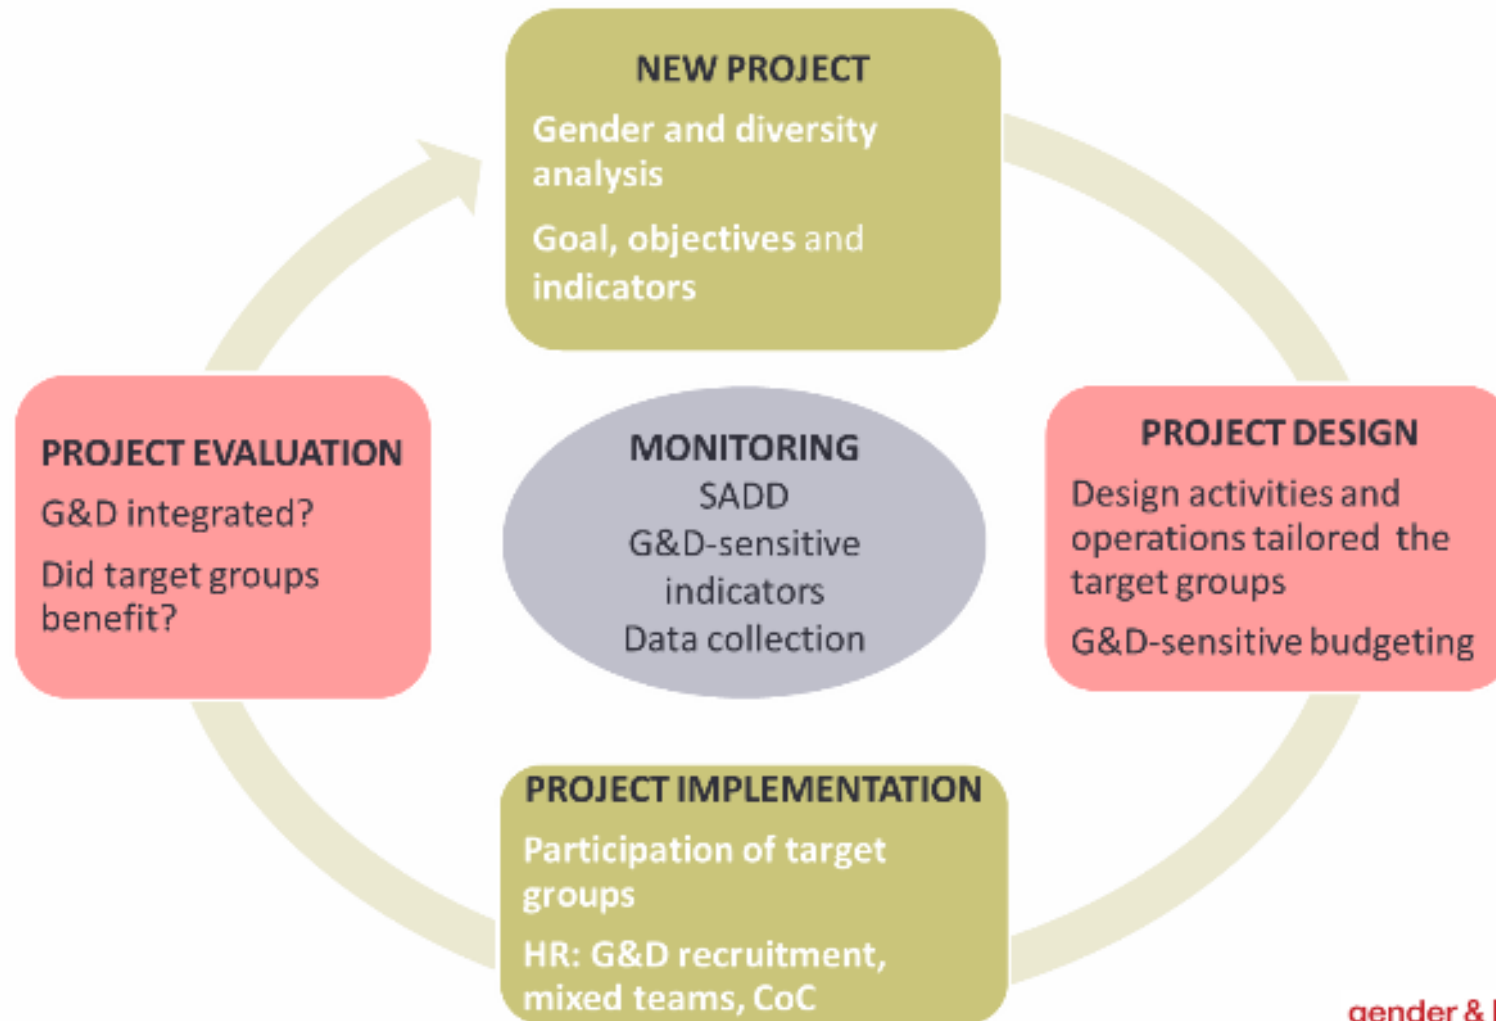 NEW PROJECT
Gender and diversity
analysis
Goal, objectives and
indicators
PROJECT EVALUATION
G&D integrated?
Did target groups
benefit?
MONITORING
SADD
G&D-sensitive
indicators
Data collection
PROJECT DESIGN
Design activities and
operations tailored the
target groups
G&D-sensitive budgeting
PROJECT IMPLEMENTATION
Participation of target
groups
HR: G&D recruitment,
mixed teams, CoC
gender &